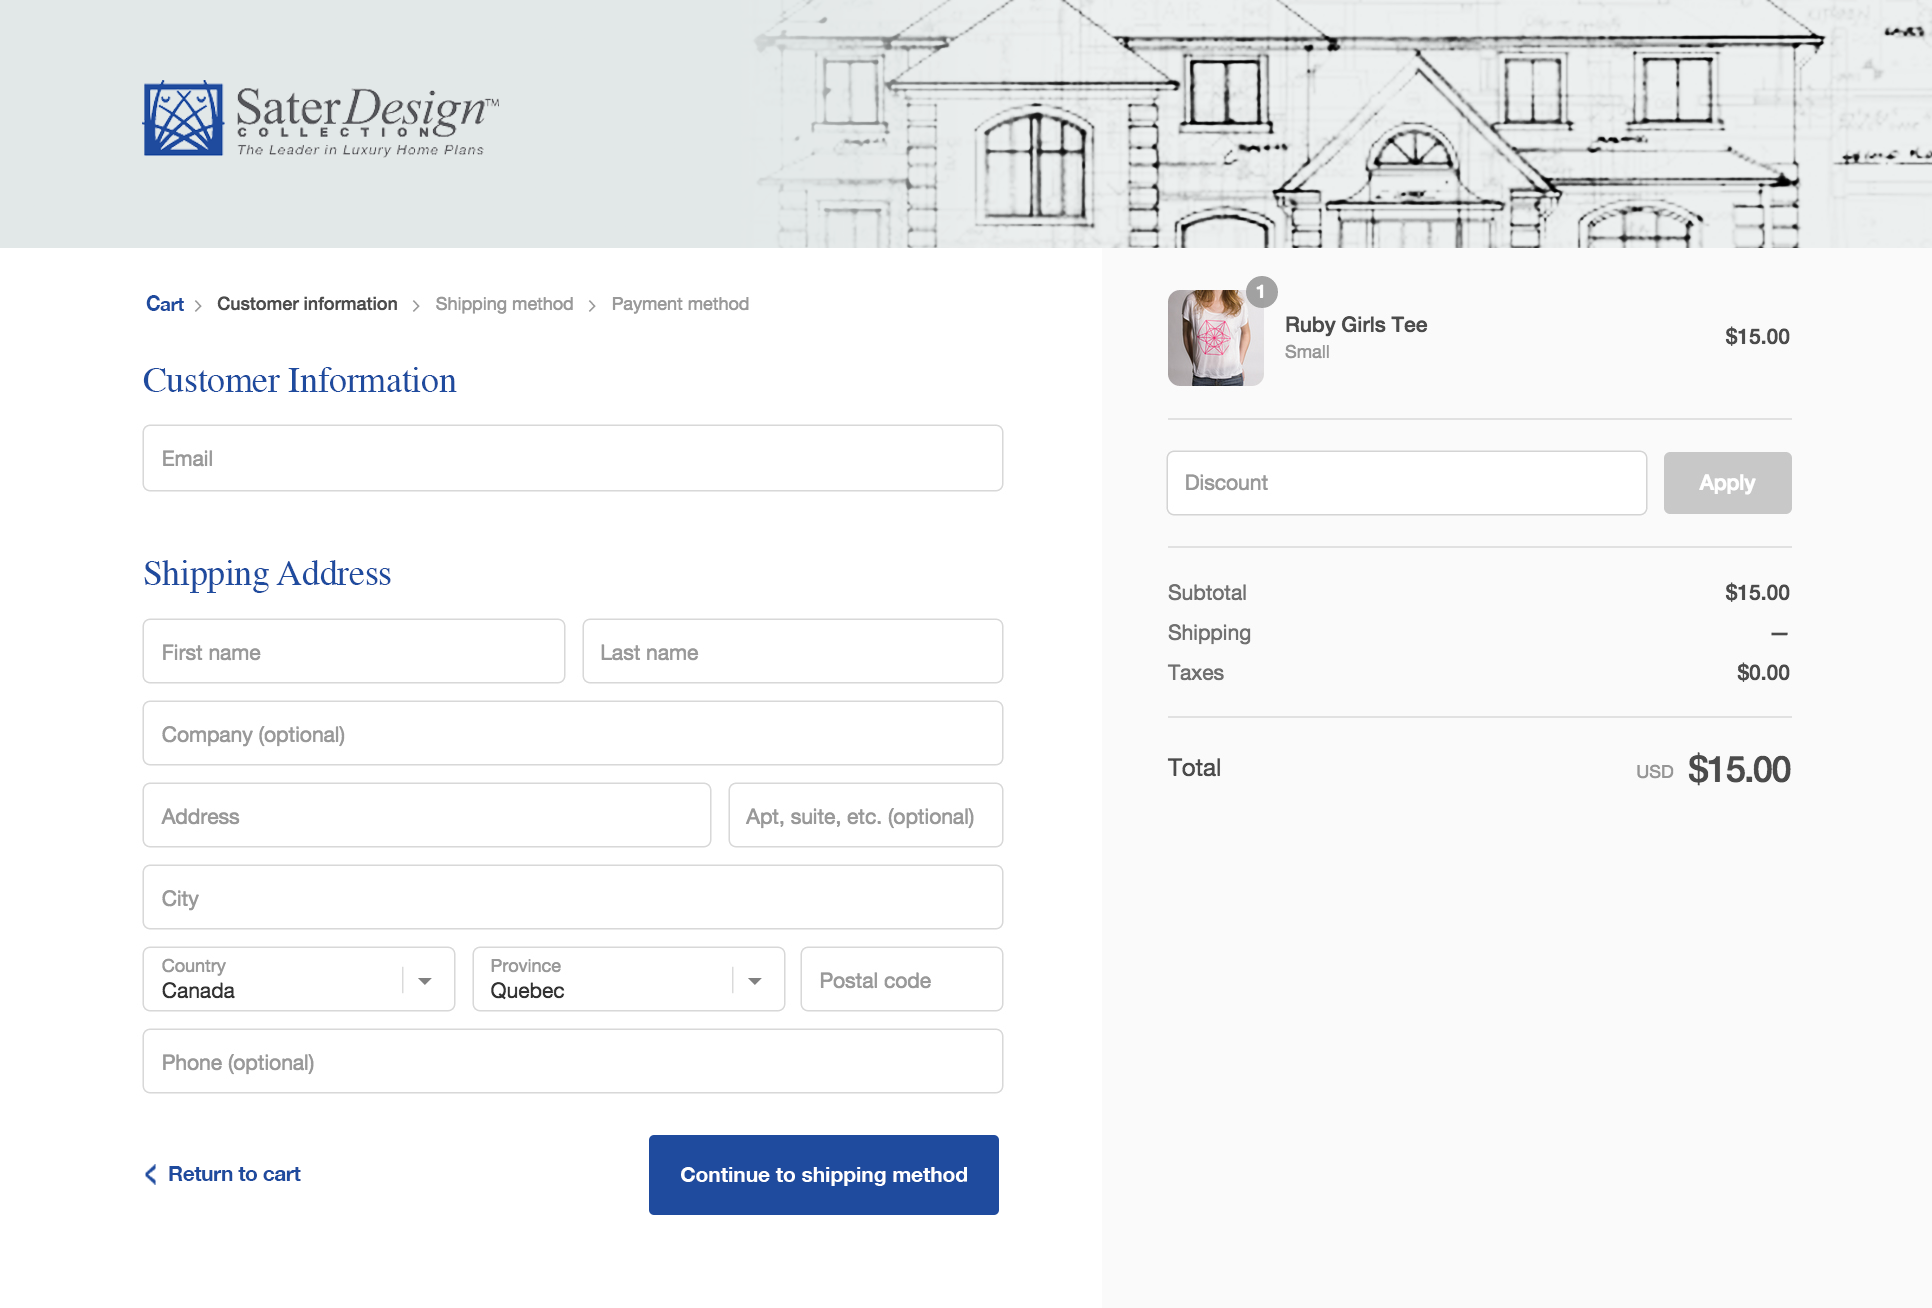 SaterDesign™
COLLECTION
The Leader in Luxury Home Plans
Cart > Customer information > Shipping method > Payment method
Customer Information
Email
Shipping Address
First name
Last name
Company (optional)
Address
Apt, suite, etc. (optional)
City
Country
Canada
Province
Quebec
Postal code
Phone (optional)
Return to cart
Continue to shipping method
1
Ruby Girls Tee
Small
$15.00
Discount
Apply
Subtotal
$15.00
Shipping
—
Taxes
$0.00
Total
USD $15.00